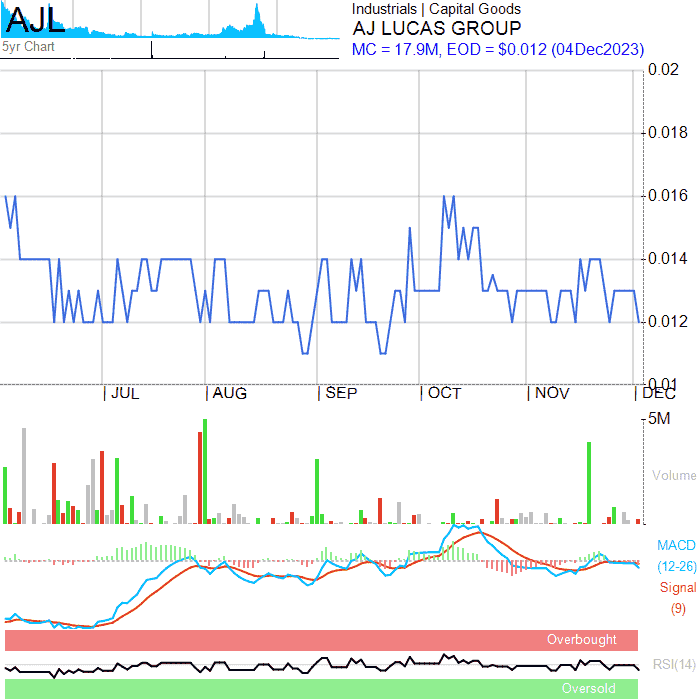 AJL
5yr Chart
Industrials | Capital Goods
AJ LUCAS GROUP
MC = 17.9M, EOD = $0.012 (04Dec2023)
0.02
0.018
0.016
0.014
0.012
0.01
JUL AUG SEP OCT NOV DEC
5M
Volume
MACD
(12-26)
Signal
(9)
Overbought
RSI(14)
Oversold